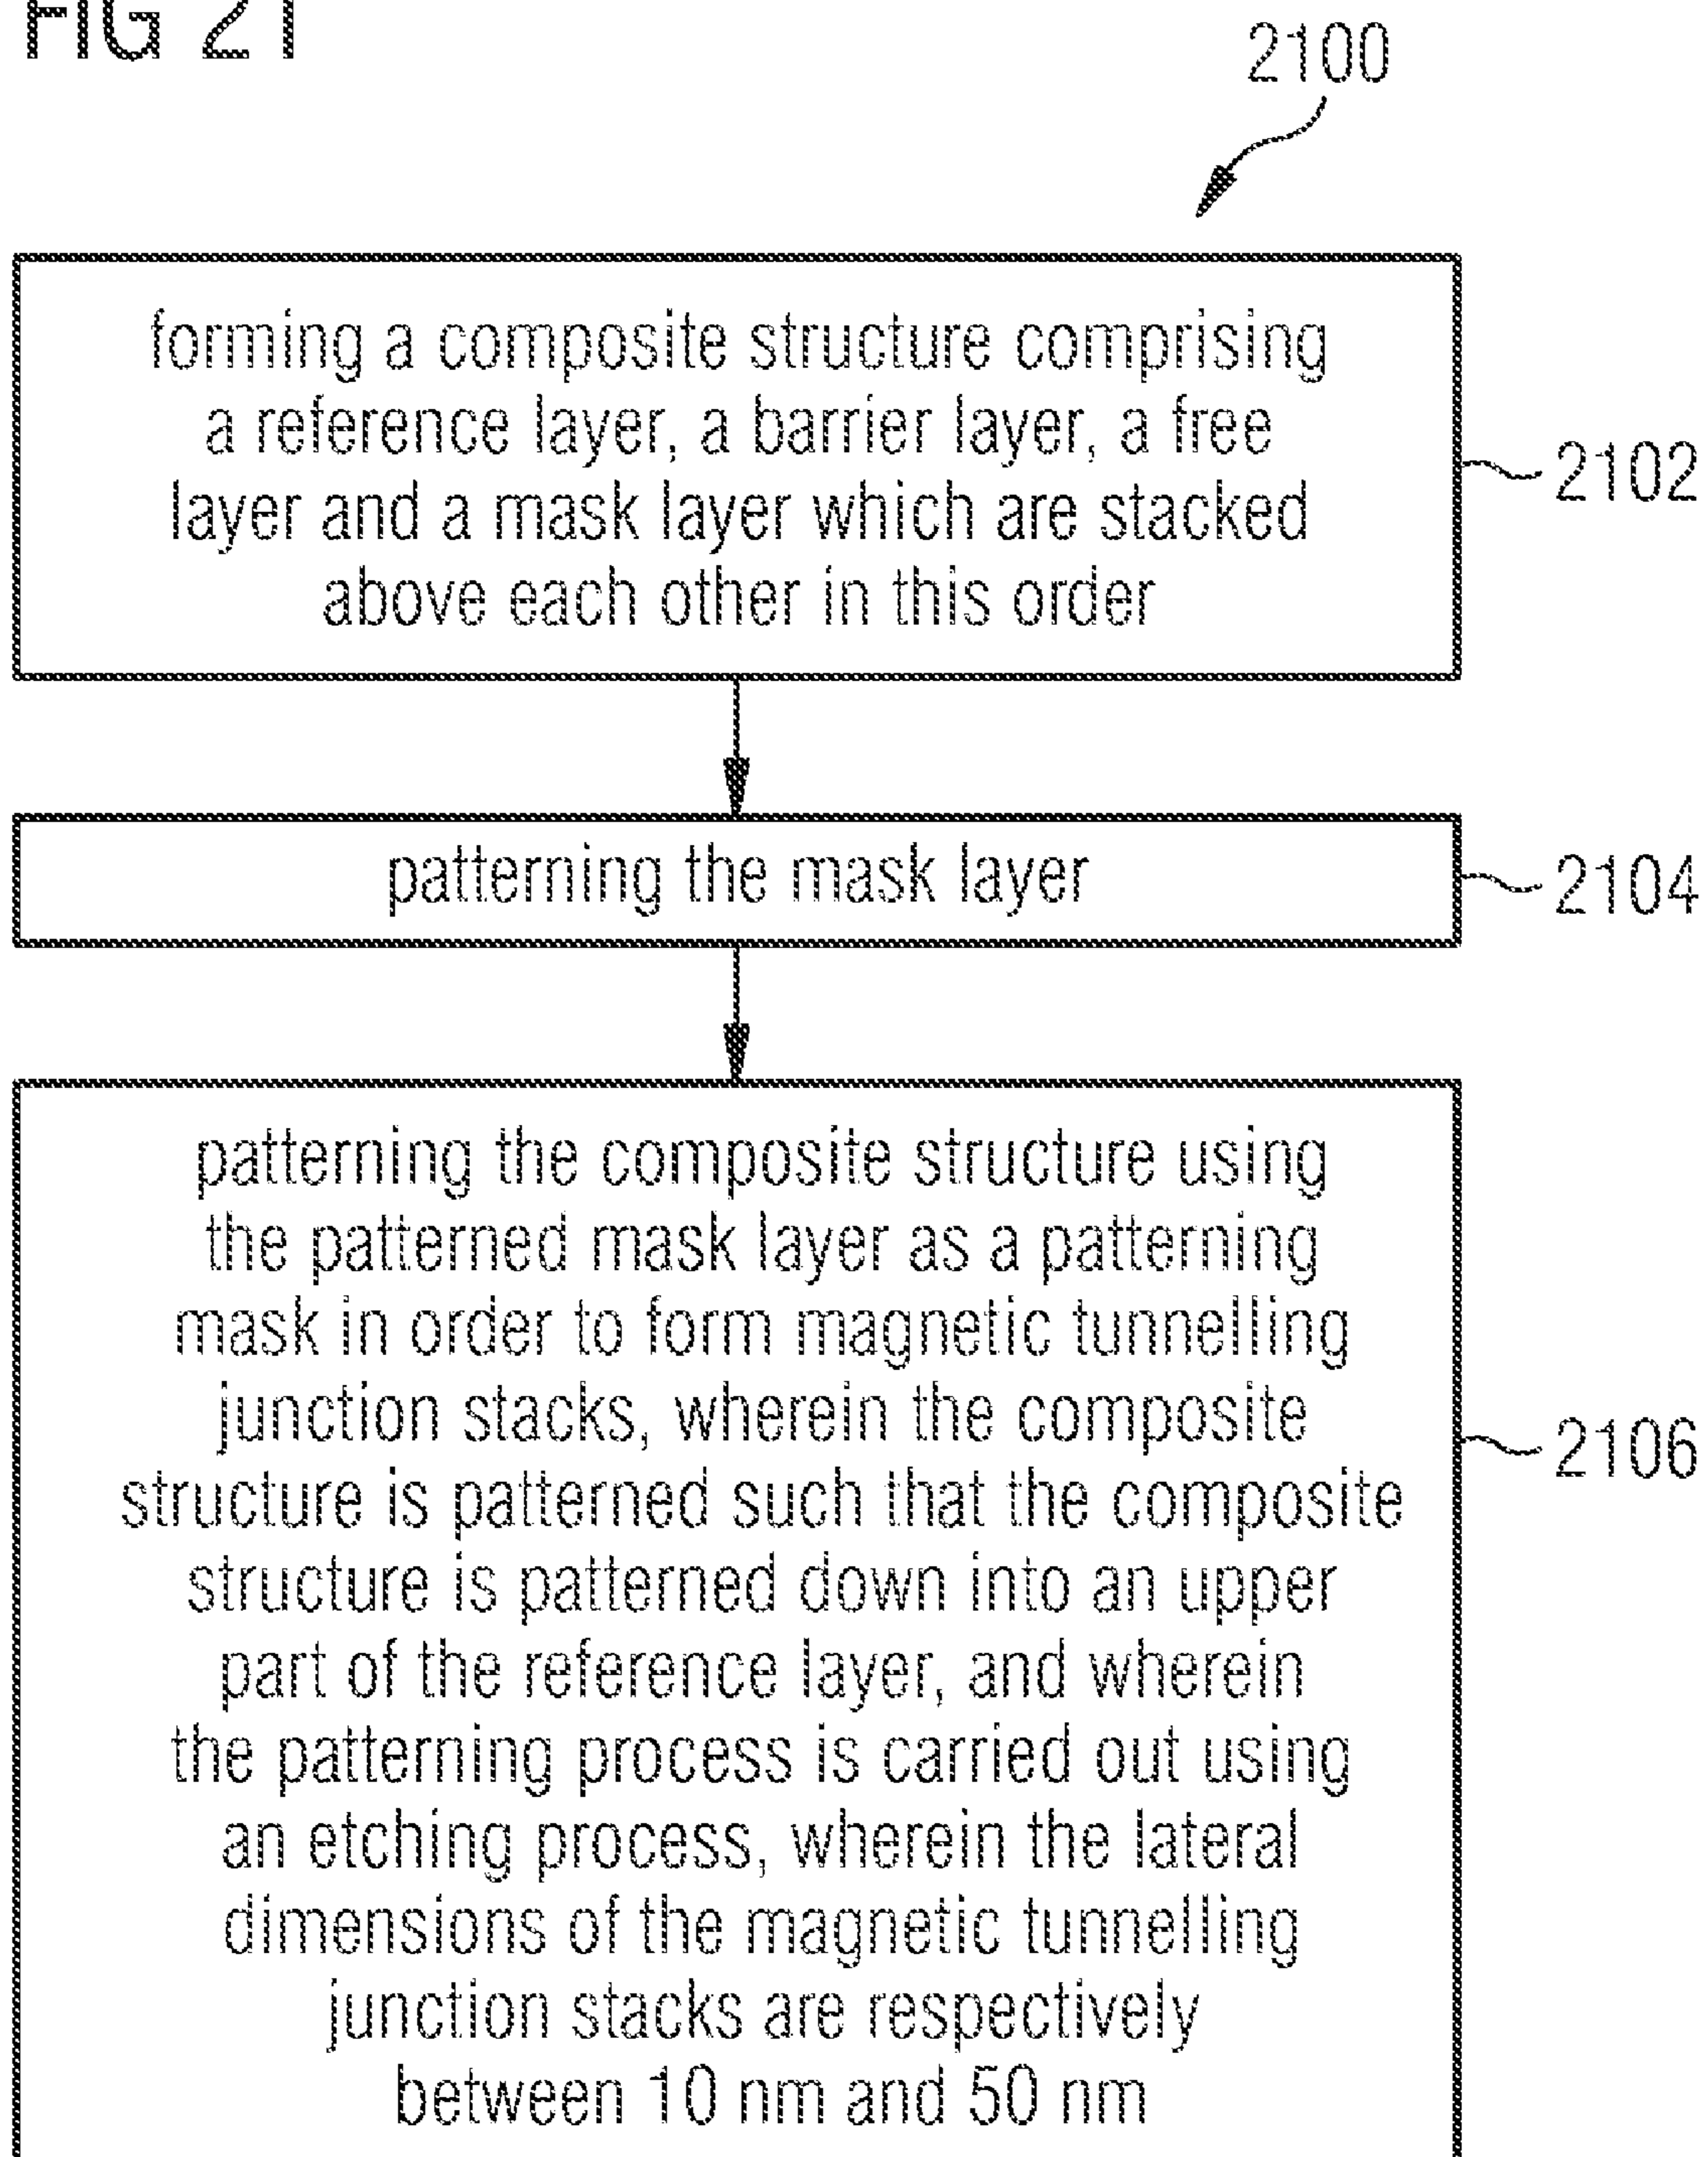 FIG 21
2100
forming a composite structure comprising
a reference layer, a barrier layer, a free
layer and a mask layer which are stacked
above each other in this order
2102
patterning the mask layer
2104
patterning the composite structure using
the patterned mask layer as a patterning
mask in order to form magnetic tunnelling
junction stacks, wherein the composite
structure is patterned such that the composite
structure is patterned down into an upper
part of the reference layer, and wherein
the patterning process is carried out using
an etching process, wherein the lateral
dimensions of the magnetic tunnelling
junction stacks are respectively
between 10 nm and 50 nm
2106